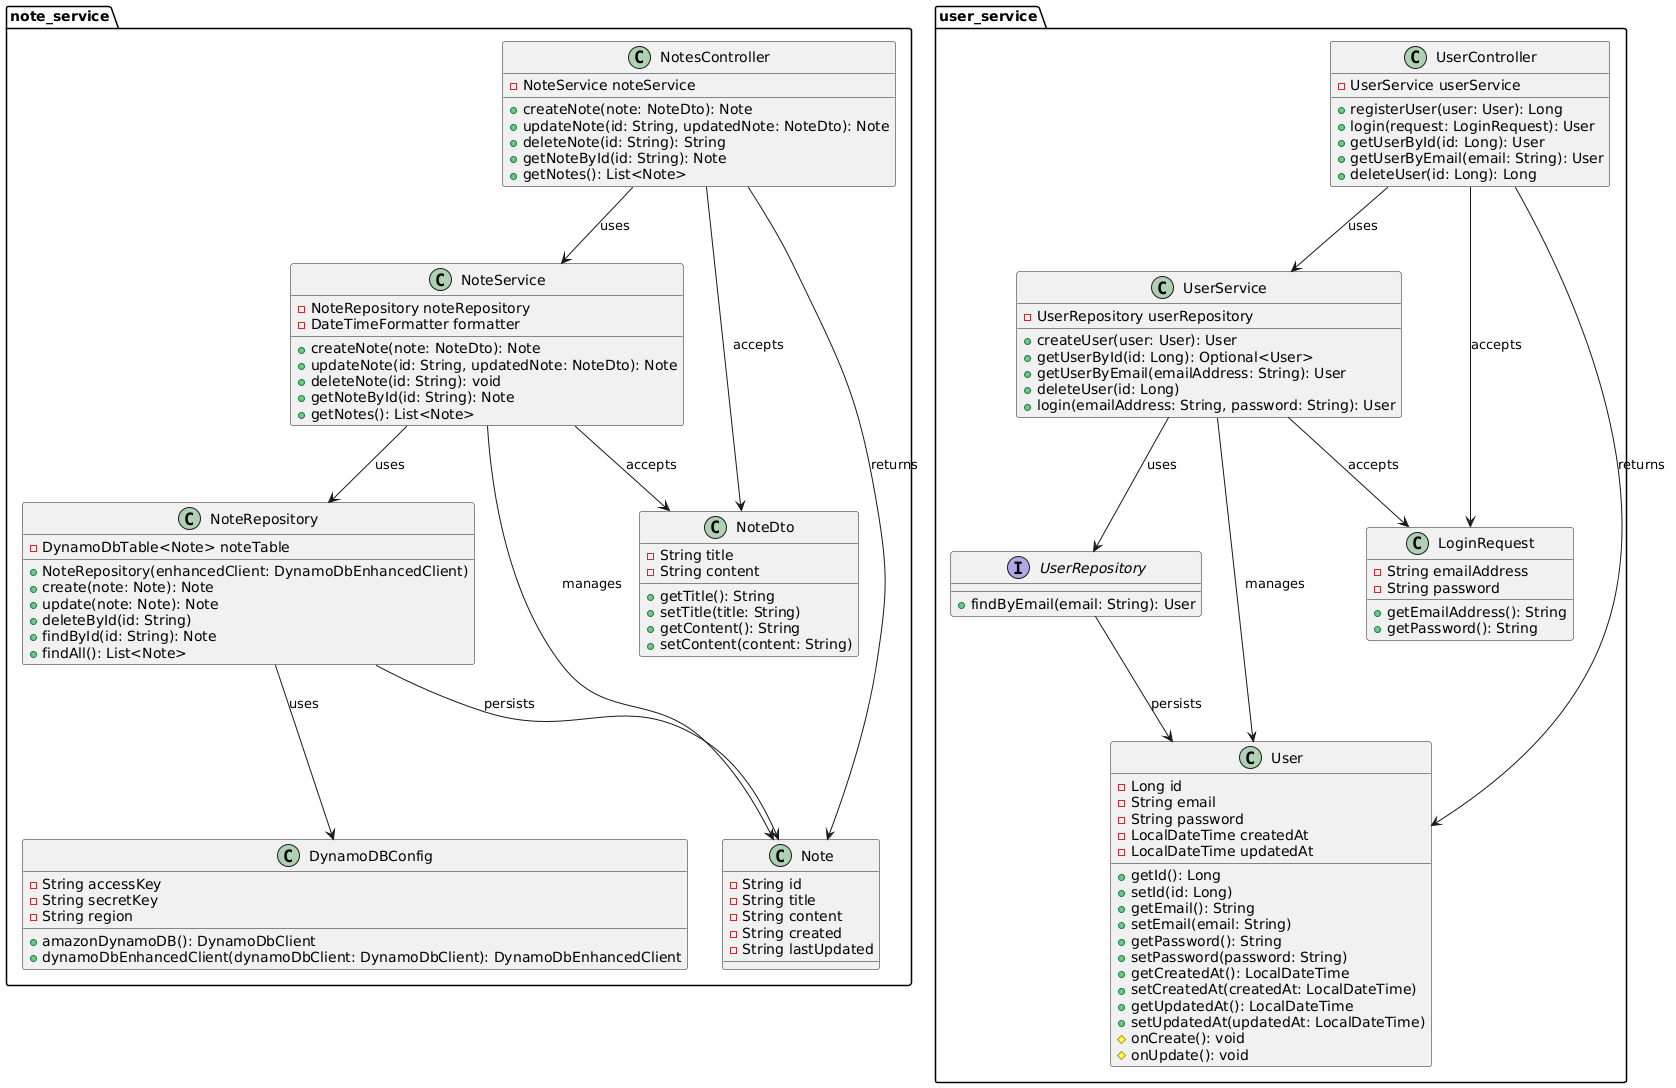 note_service
C NotesController
NoteService noteService
createNote(note: NoteDto): Note
updateNote(id: String, updatedNote: NoteDto): Note
deleteNote(id: String): String
getNoteById(id: String): Note
getNotes(): List<Note>
uses
accepts
returns
C NoteService
NoteRepository noteRepository
DateTimeFormatter formatter
createNote(note: NoteDto): Note
updateNote(id: String, updatedNote: NoteDto): Note
deleteNote(id: String): void
getNoteById(id: String): Note
getNotes(): List<Note>
uses
manages
accepts
C NoteRepository
DynamoDbTable<Note> noteTable
NoteRepository(enhancedClient: DynamoDbEnhancedClient)
create(note: Note): Note
update(note: Note): Note
deleteById(id: String)
findById(id: String): Note
findAll(): List<Note>
C NoteDto
String title
String content
getTitle(): String
setTitle(title: String)
getContent(): String
setContent(content: String)
uses
persists
C DynamoDBConfig
String accessKey
String secretKey
String region
amazonDynamoDB(): DynamoDbClient
dynamoDbEnhancedClient(dynamoDbClient: DynamoDbClient): DynamoDbEnhancedClient
C Note
String id
String title
String content
String created
String lastUpdated
user_service
C UserController
UserService userService
registerUser(user: User): Long
login(request: LoginRequest): User
getUserById(id: Long): User
getUserByEmail(email: String): User
deleteUser(id: Long): Long
uses
accepts
returns
C UserService
UserRepository userRepository
createUser(user: User): User
getUserById(id: Long): Optional<User>
getUserByEmail(emailAddress: String): User
deleteUser(id: Long)
login(emailAddress: String, password: String): User
uses
manages
accepts
I UserRepository
findByEmail(email: String): User
C LoginRequest
String emailAddress
String password
getEmailAddress(): String
getPassword(): String
persists
C User
Long id
String email
String password
LocalDateTime createdAt
LocalDateTime updatedAt
getId(): Long
setId(id: Long)
getEmail(): String
setEmail(email: String)
getPassword(): String
setPassword(password: String)
getCreatedAt(): LocalDateTime
setCreatedAt(createdAt: LocalDateTime)
getUpdatedAt(): LocalDateTime
setUpdatedAt(updatedAt: LocalDateTime)
onCreate(): void
onUpdate(): void